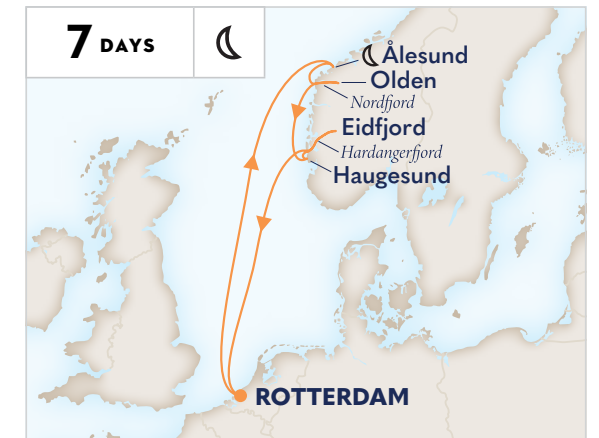 7 DAYS
Ålesund
Olden
Nordfjord
Eidfjord
Hardangerfjord
Haugesund
ROTTERDAM